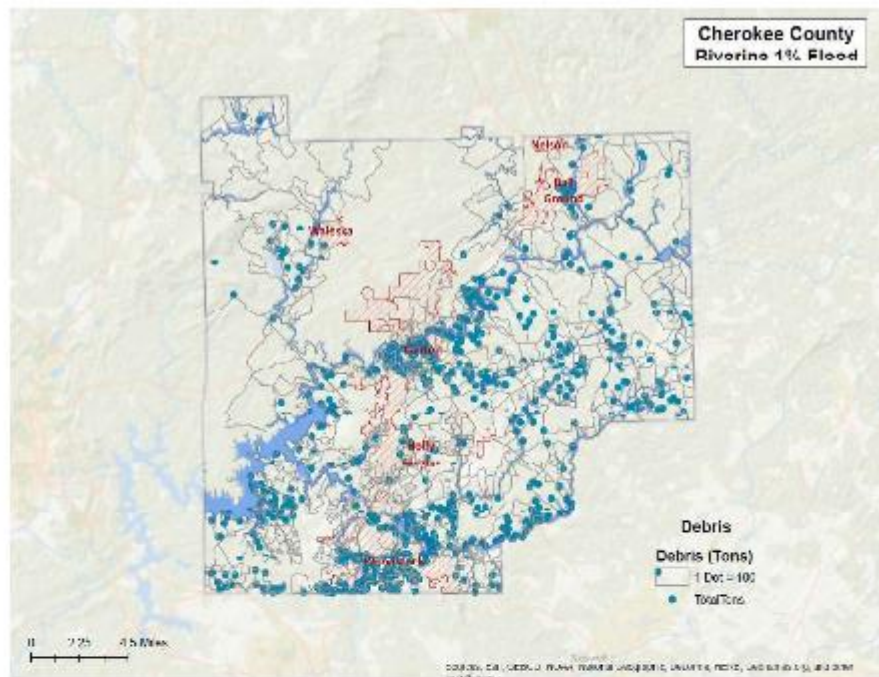 Cherokee County
Riverine 1% Flood
Nelson
Ball
Ground
Waleska
Canton
Holly
Springs
Woodstock
Debris
Debris (Tons)
1 Dot = 100
TotalTons
0 2.25 4.5 Miles